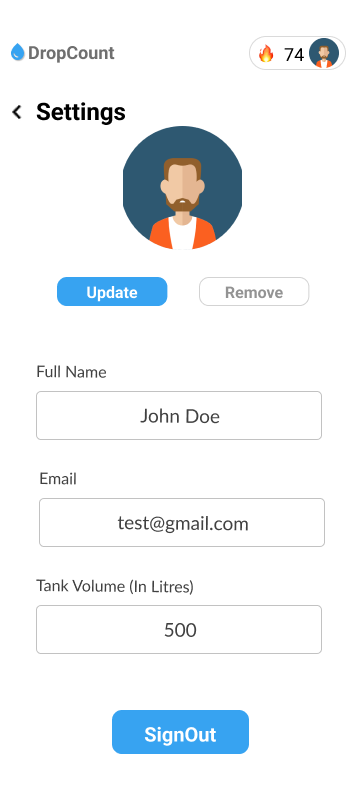 DropCount
74
Settings
Update Remove
Full Name
John Doe
Email
test@gmail.com
Tank Volume (In Litres)
500
SignOut